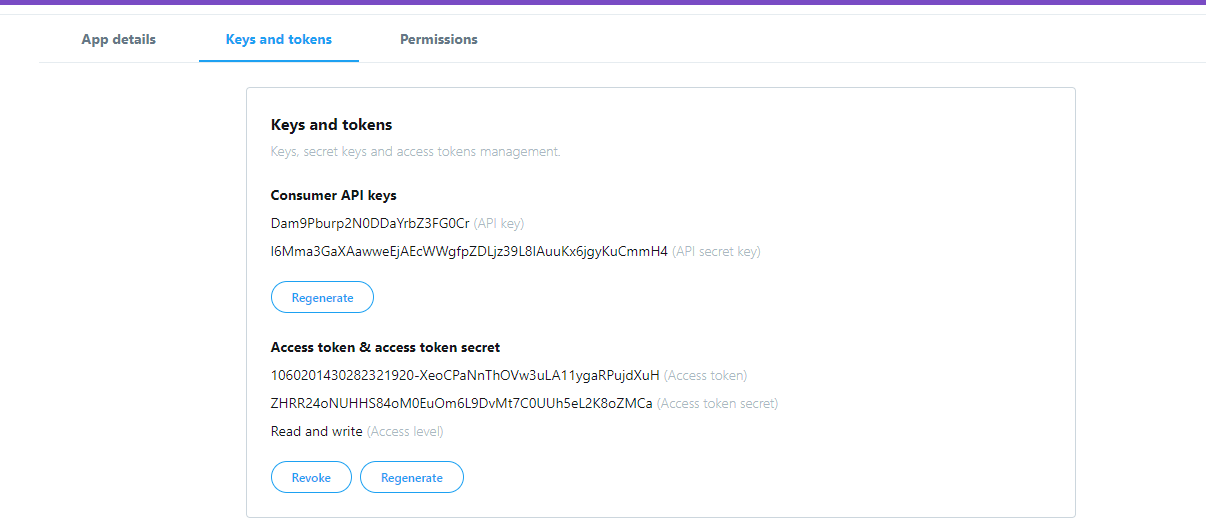 App details
Keys and tokens
Permissions
Keys and tokens
Keys, secret keys and access tokens management.
Consumer API keys
Dam9Pburp2N0DDaYrbZ3FG0Cr (API key)
I6Mma3GaXAawweEjAEcWWgfpZDLjz39L8IAuuKx6jgyKuCmmH4 (API secret key)
Regenerate
Access token & access token secret
1060201430282321920-XeoCPaNnThOVw3uLA11ygaRPujdXuH (Access token)
ZHRR24oNUHHS84oM0EuOm6L9DvMt7C0UUh5eL2K8oZMCa (Access token secret)
Read and write (Access level)
Revoke
Regenerate